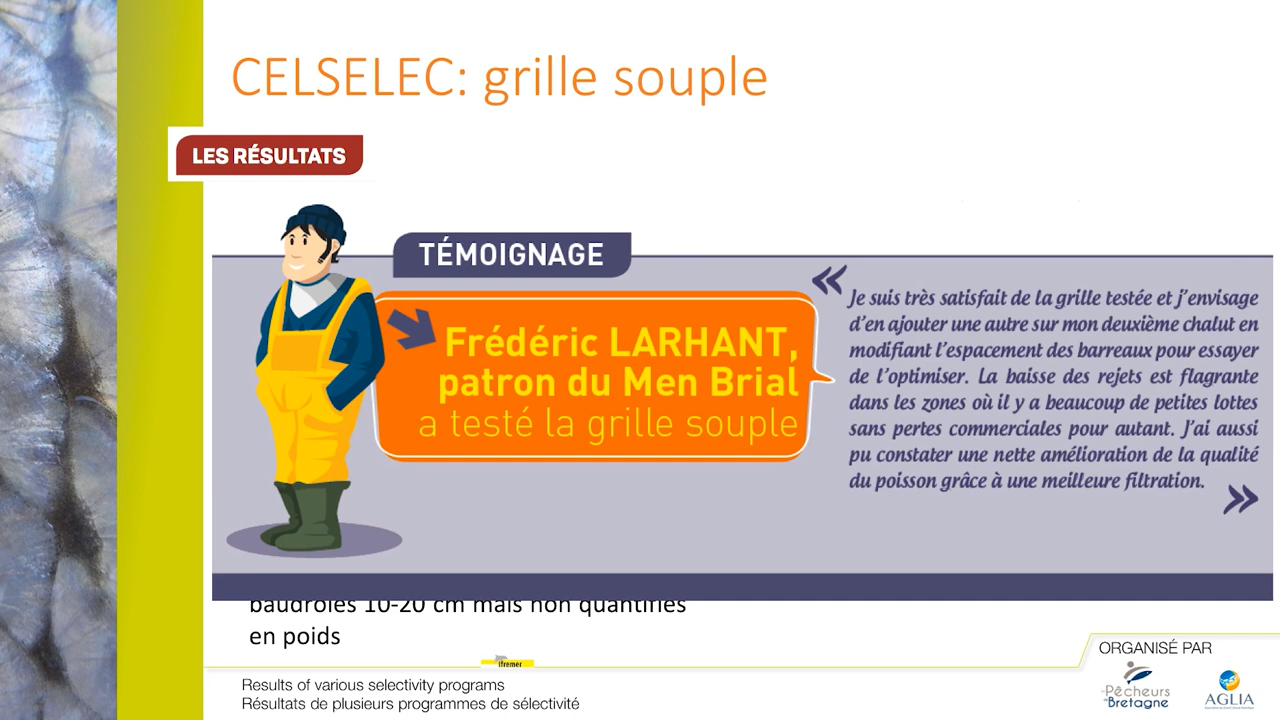 CELSELEC: grille souple
LES RÉSULTATS
TÉMOIGNAGE
Frédéric LARHANT,
patron du Men Brial
a testé la grille souple
« Je suis très satisfait de la grille testée et j’envisage
d’en ajouter une autre sur mon deuxième chalut en
modifiant l’espacement des barreaux pour essayer
de l’optimiser. La baisse des rejets est flagrante
dans les zones où il y a beaucoup de petites lottes
sans pertes commerciales pour autant. J’ai aussi
pu constater une nette amélioration de la qualité
du poisson grâce à une meilleure filtration. »
baudroies 10-20 cm mais non quantifiés
en poids
ifremer
Results of various selectivity programs
Résultats de plusieurs programmes de sélectivité
ORGANISÉ PAR
Pêcheurs
Bretagne
AGLIA